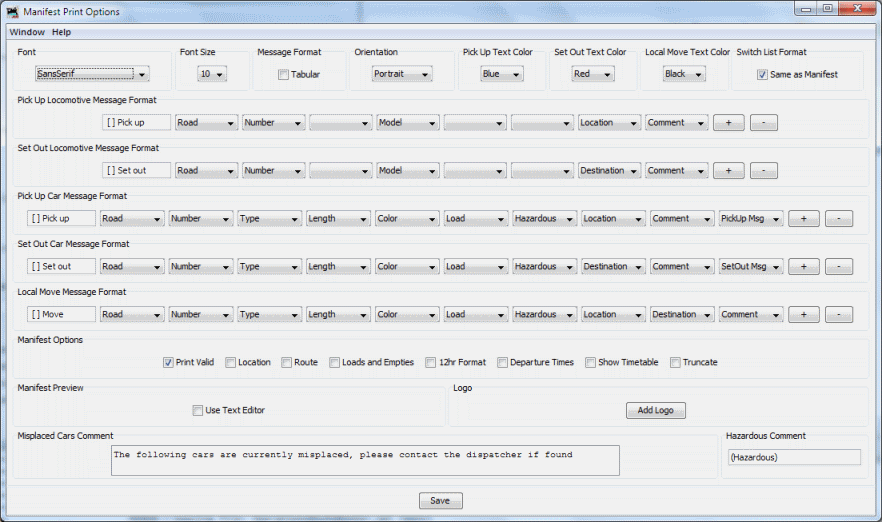 Manifest Print Options
Window Help
Font Font Size Message Format Orientation Pick Up Text Color Set Out Text Color Local Move Text Color Switch List Format
SansSerif 10 Tabular Portrait Blue Red Black Same as Manifest
Pick Up Locomotive Message Format
[ ] Pick up Road Number Model Location Comment + -
Set Out Locomotive Message Format
[ ] Set out Road Number Model Destination Comment + -
Pick Up Car Message Format
[ ] Pick up Road Number Type Length Color Load Hazardous Location Comment PickUp Msg + -
Set Out Car Message Format
[ ] Set out Road Number Type Length Color Load Hazardous Destination Comment SetOut Msg + -
Local Move Message Format
[ ] Move Road Number Type Length Color Load Hazardous Location Destination Comment + -
Manifest Options
Print Valid Location Route Loads and Empties 12hr Format Departure Times Show Timetable Truncate
Manifest Preview Logo
Use Text Editor Add Logo
Misplaced Cars Comment Hazardous Comment
The following cars are currently misplaced, please contact the dispatcher if found (Hazardous)
Save